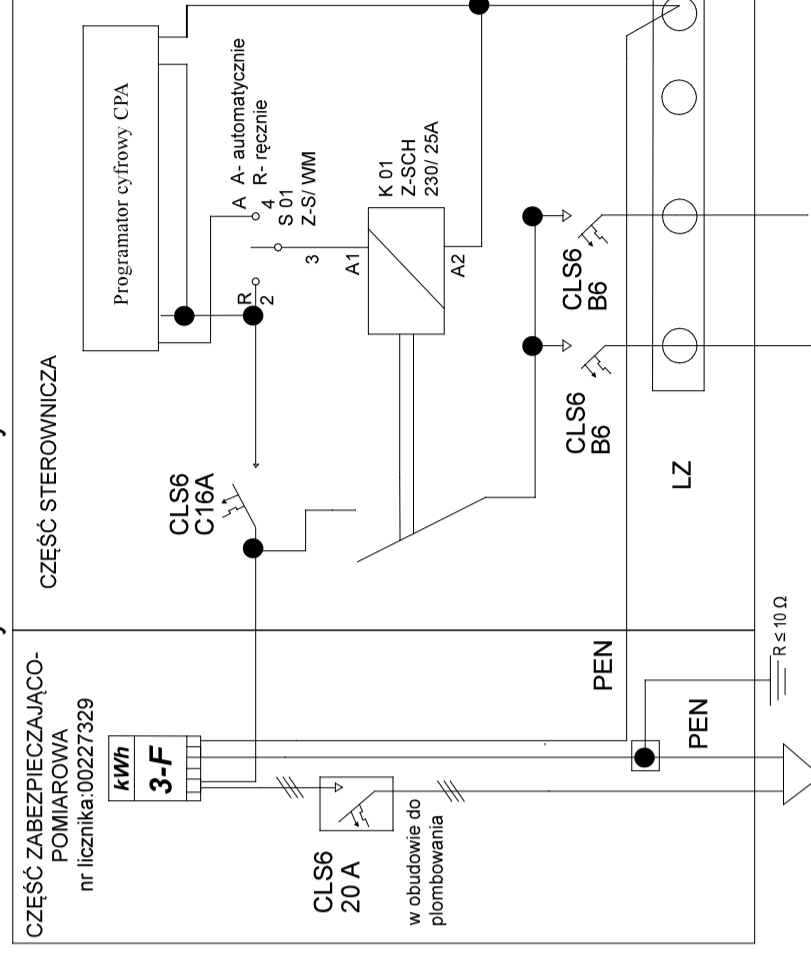 CZĘŚĆ ZABEZPIECZAJĄCO-
POMIAROWA
nr licznika:00227329
kWh
3-F
CLS6
20 A
w obudowie do
plombowania
PEN
PEN
R ≤ 10 Ω
CZĘŚĆ STEROWNICZA
Programator cyfrowy CPA
CLS6
C16A
A A- automatycznie
R- ręcznie
4
S 01
Z-S/ WM
R
2
3
A1
A2
K 01
Z-SCH
230/ 25A
CLS6
B6
CLS6
B6
LZ